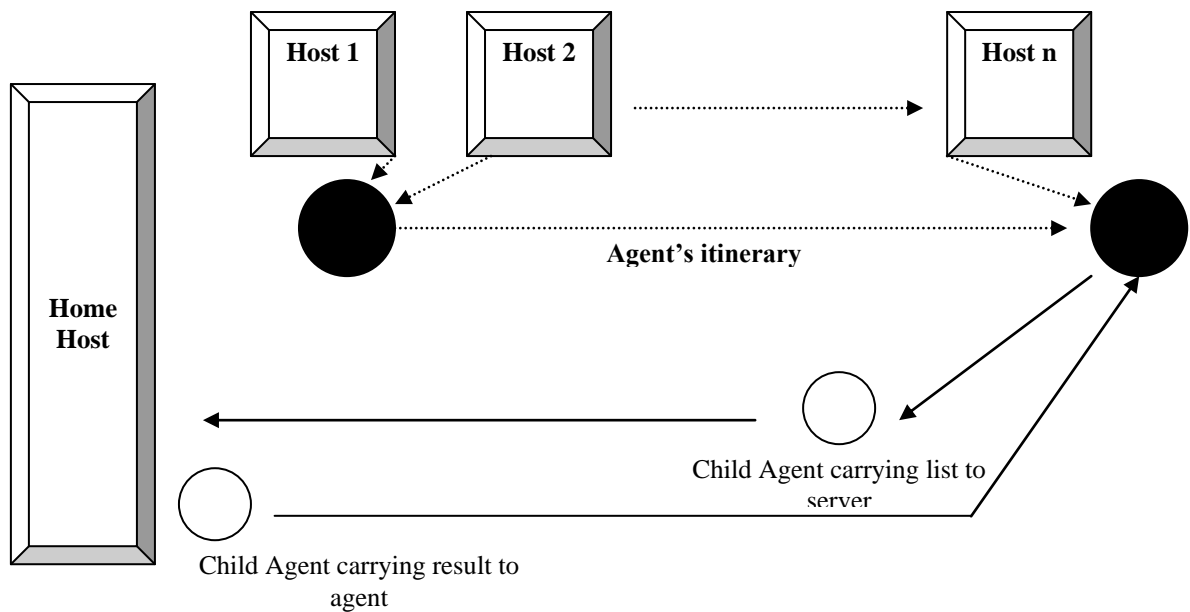 Host 1
Host 2
Host n
Agent’s itinerary
Home
Host
Child Agent carrying list to
server
Child Agent carrying result to
agent